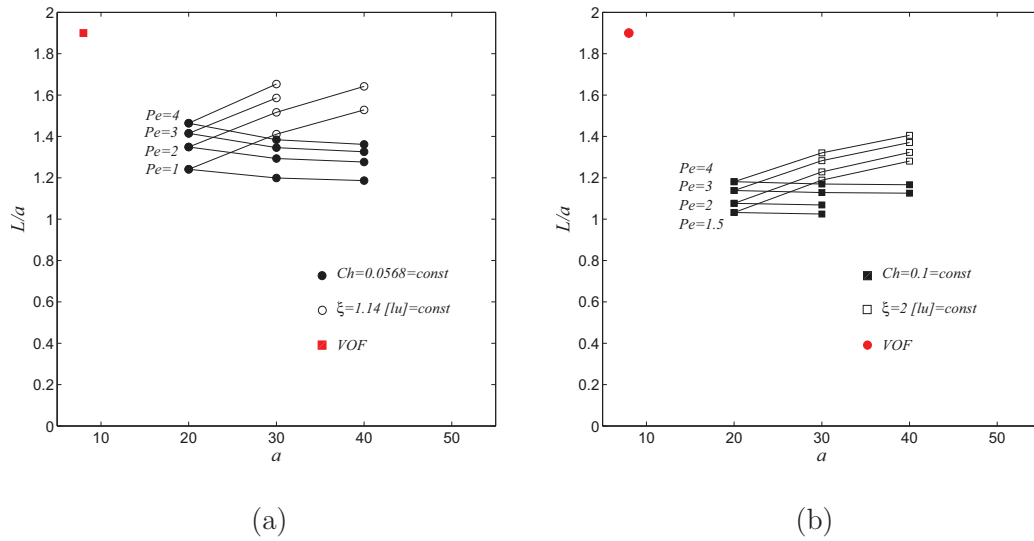 2
1.8
1.6
1.4
1.2
1
0.8
0.6
0.4
0.2
0
L/a
Pe=4
Pe=3
Pe=2
Pe=1
Ch=0.0568=const
ξ=1.14 [lu]=const
VOF
10 20 30 40 50
a
(a)
2
1.8
1.6
1.4
1.2
1
0.8
0.6
0.4
0.2
0
L/a
Pe=4
Pe=3
Pe=2
Pe=1.5
Ch=0.1=const
ξ=2 [lu]=const
VOF
10 20 30 40 50
a
(b)